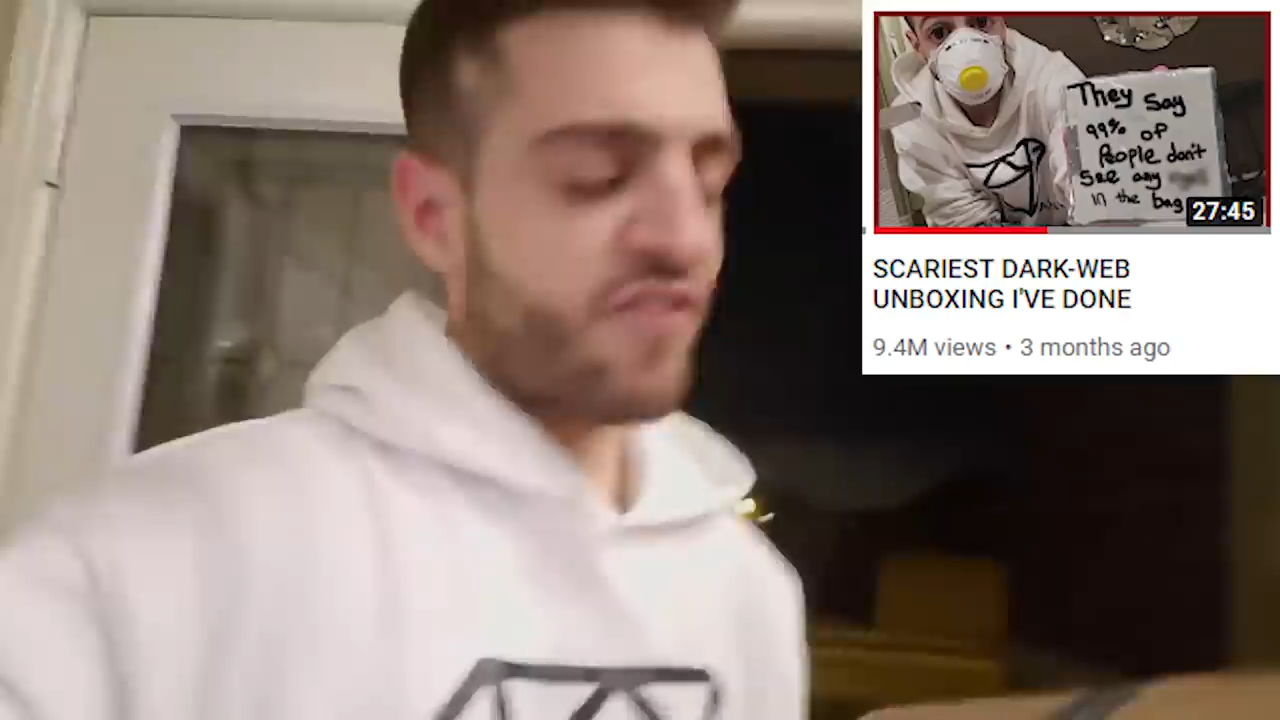 They say
99% of
People don't
see any
in the bag
27:45
SCARIEST DARK-WEB
UNBOXING I'VE DONE
9.4M views • 3 months ago